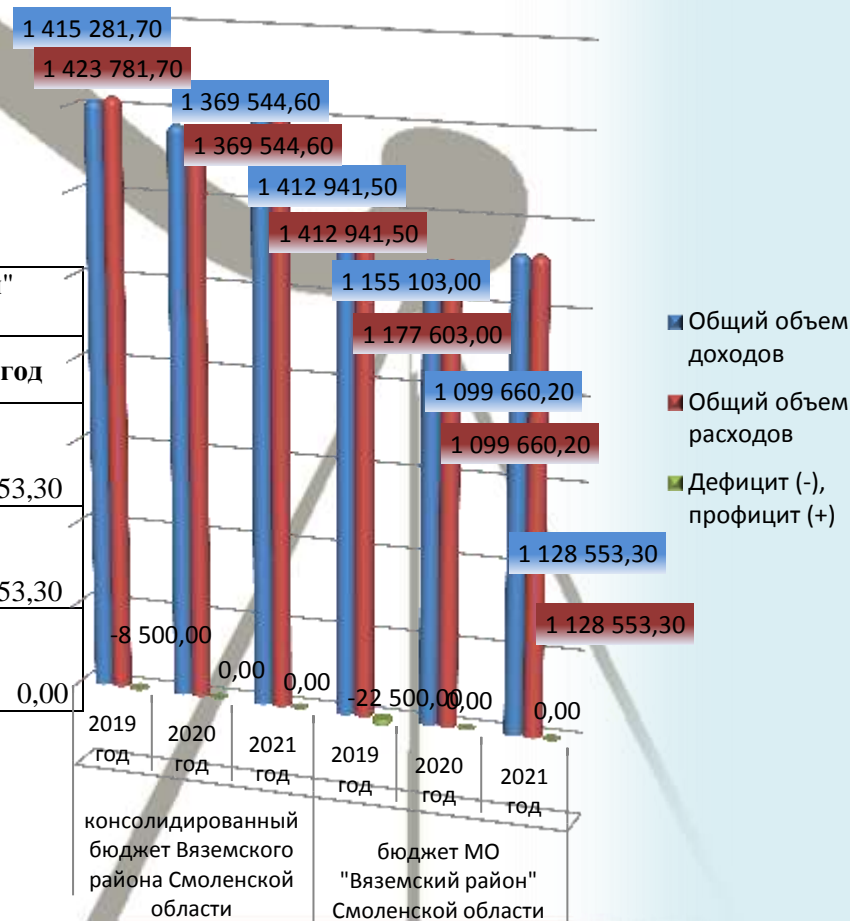 1 415 281,70
1 423 781,70
1 369 544,60
1 369 544,60
1 412 941,50
1 412 941,50
1 155 103,00
1 177 603,00
1 099 660,20
1 099 660,20
1 128 553,30
1 128 553,30
год
53,30
53,30
0,00
-8 500,00
0,00
0,00
-22 500,00
0,00
0,00
2019
год
2020
год
2021
год
2019
год
2020
год
2021
год
консолидированный
бюджет Вяземского
района Смоленской
области
бюджет МО
"Вяземский район"
Смоленской области
Общий объем
доходов
Общий объем
расходов
Дефицит (-),
профицит (+)